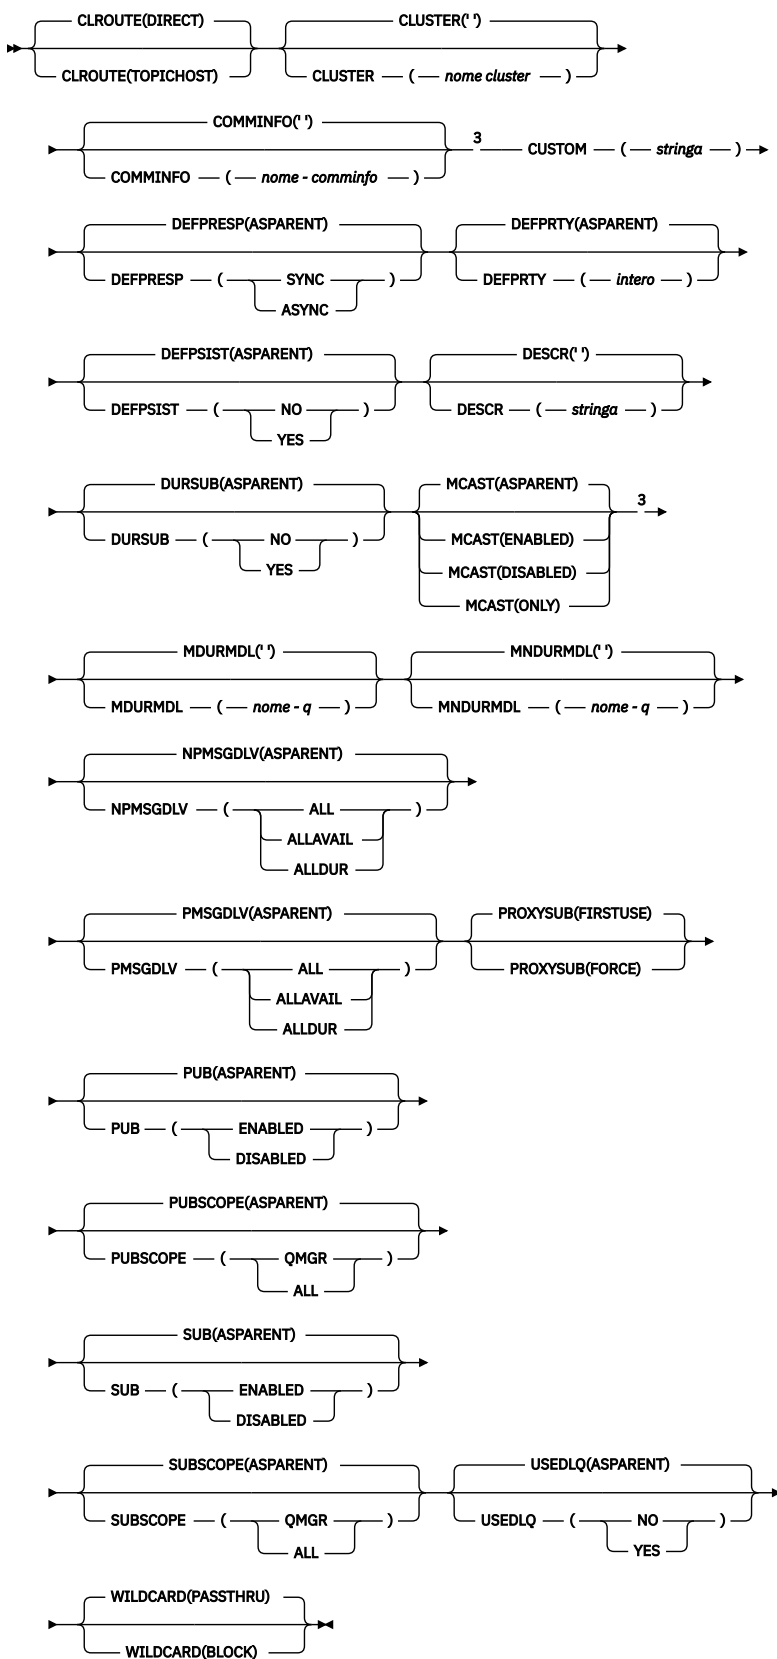 CLROUTE(DIRECT) CLUSTER(' ')
CLROUTE(TOPICHOST) CLUSTER ( nome cluster )
COMMINFO(' ')
3 CUSTOM ( stringa )
COMMINFO ( nome - comminfo )
DEFPRESP(ASPARENT) DEFPRTY(ASPARENT)
DEFPRESP ( SYNC ) DEFPRTY ( intero )
ASYNC
DEFPSIST(ASPARENT) DESCR(' ')
DEFPSIST ( NO ) DESCR ( stringa )
YES
DURSUB(ASPARENT) MCAST(ASPARENT)
3
DURSUB ( NO ) MCAST(ENABLED)
YES MCAST(DISABLED)
MCAST(ONLY)
MDURMDL(' ') MNDURMDL(' ')
MDURMDL ( nome - q ) MNDURMDL ( nome - q )
NPMSGDLV(ASPARENT)
NPMSGDLV ( ALL )
ALLAVAIL
ALLDUR
PMSGDLV(ASPARENT) PROXYSUB(FIRSTUSE)
PMSGDLV ( ALL ) PROXYSUB(FORCE)
ALLAVAIL
ALLDUR
PUB(ASPARENT)
PUB ( ENABLED )
DISABLED
PUBSCOPE(ASPARENT)
PUBSCOPE ( QMGR )
ALL
SUB(ASPARENT)
SUB ( ENABLED )
DISABLED
SUBSCOPE(ASPARENT) USEDLQ(ASPARENT)
SUBSCOPE ( QMGR ) USEDLQ ( NO )
ALL YES
WILDCARD(PASSTHRU)
WILDCARD(BLOCK)